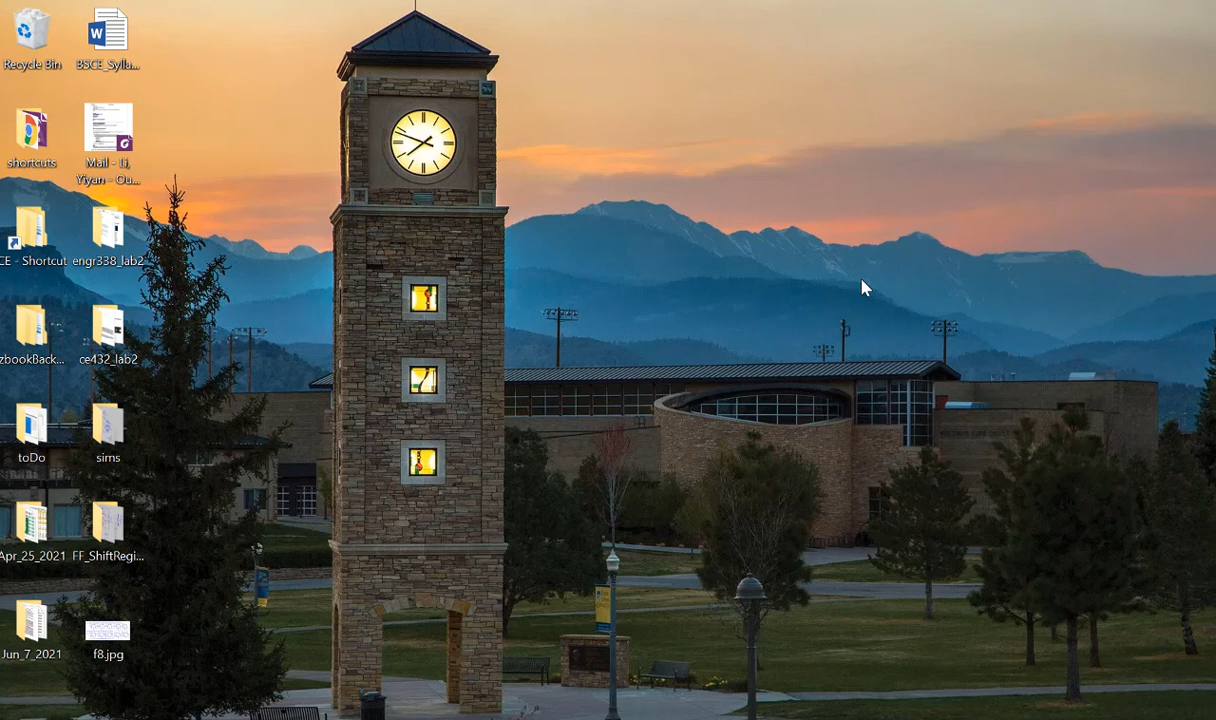 Recycle Bin
BSCE_Sylla...
shortcuts
Mail - Li,
Yiyan - Ou...
CE - Shortcut
engr338_lab2
zbookBack...
ce432_lab2
toDo
sims
Apr_25_2021
FF_ShiftRegi...
Jun_7_2021
f8.jpg